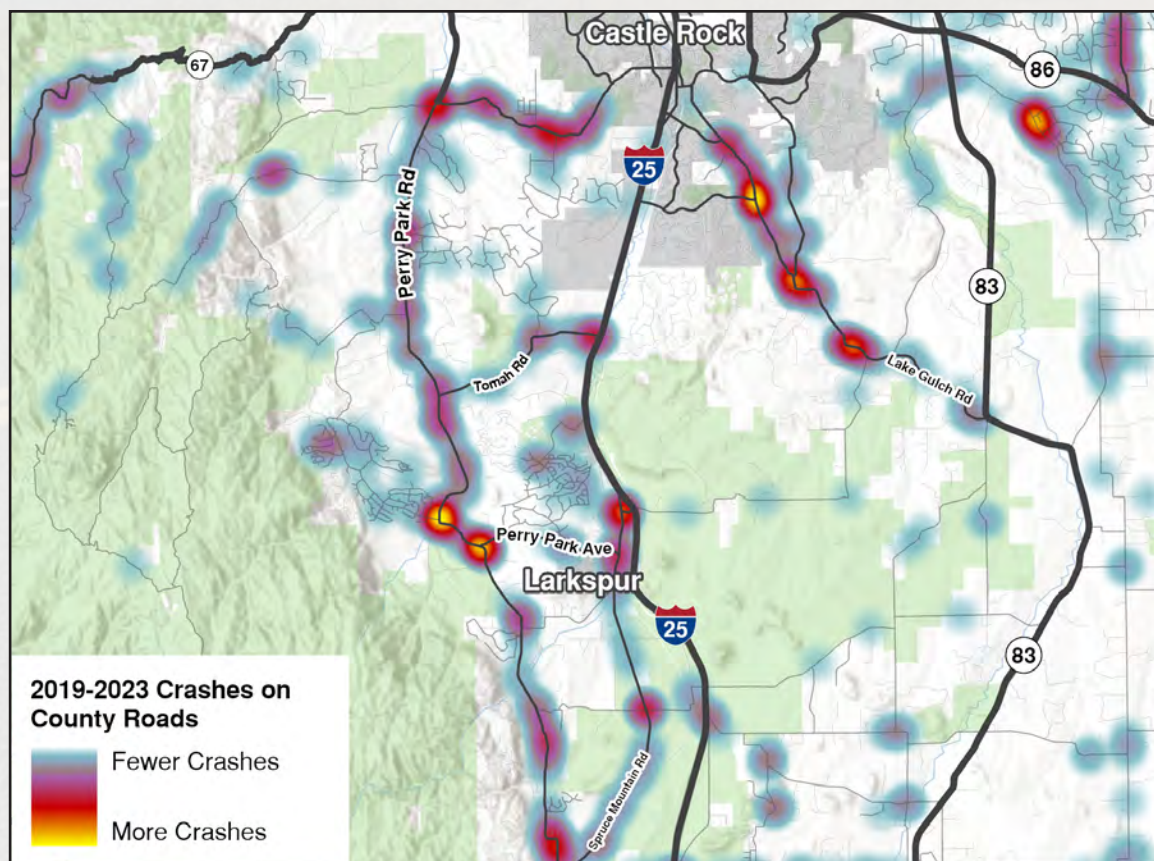 Castle Rock
67
86
25
Perry Park Rd
83
Tomah Rd
Lake Gulch Rd
Perry Park Ave
Larkspur
25
83
Spruce Mountain Rd
2019-2023 Crashes on
County Roads
Fewer Crashes
More Crashes